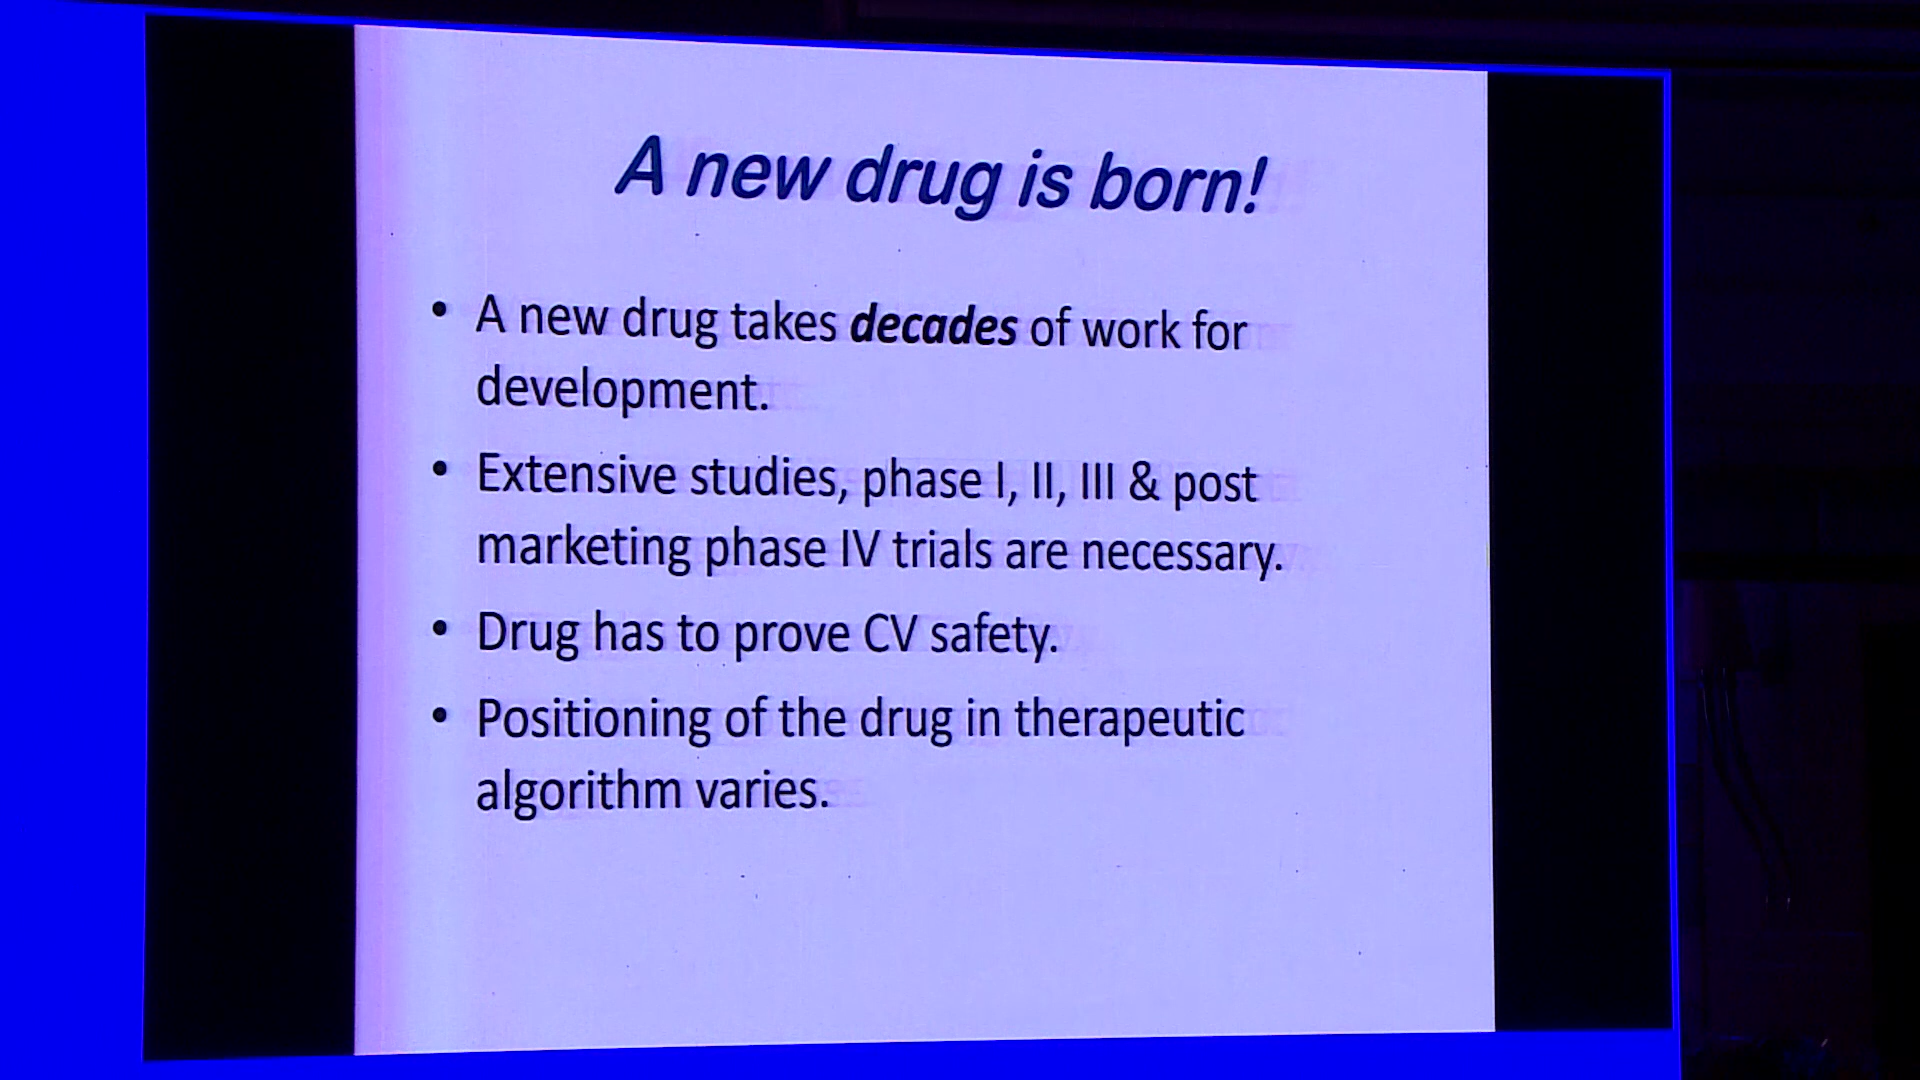 A new drug is born!
• A new drug takes decades of work for
development.
• Extensive studies, phase I, II, III & post
marketing phase IV trials are necessary.
• Drug has to prove CV safety.
• Positioning of the drug in therapeutic
algorithm varies.